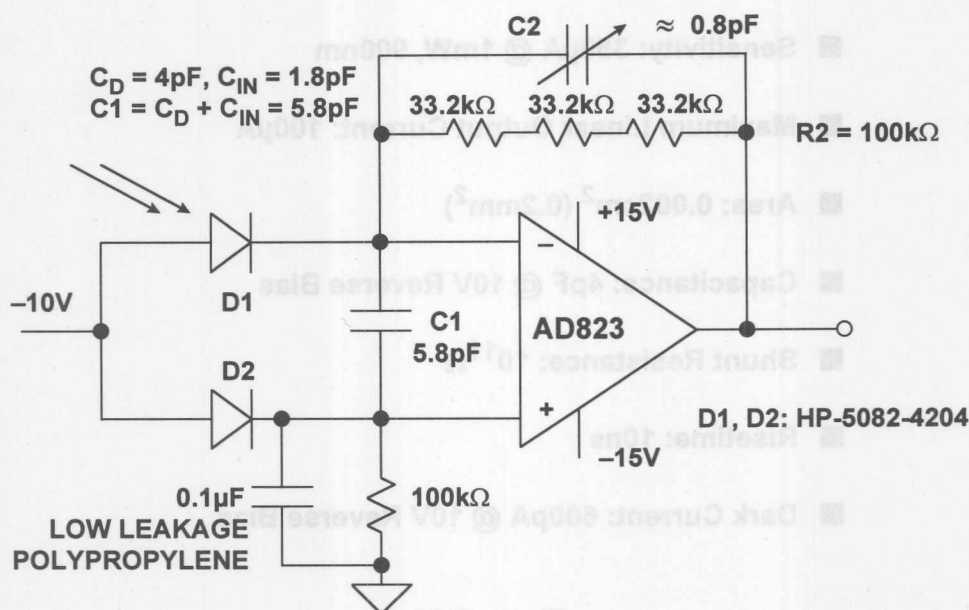 C2
≈ 0.8pF
C_D = 4pF, C_IN = 1.8pF
C1 = C_D + C_IN = 5.8pF
33.2kΩ 33.2kΩ 33.2kΩ
R2 = 100kΩ
+15V
–
–10V
D1
C1
5.8pF
AD823
D2
+
D1, D2: HP-5082-4204
–15V
0.1µF
100kΩ
LOW LEAKAGE
POLYPROPYLENE